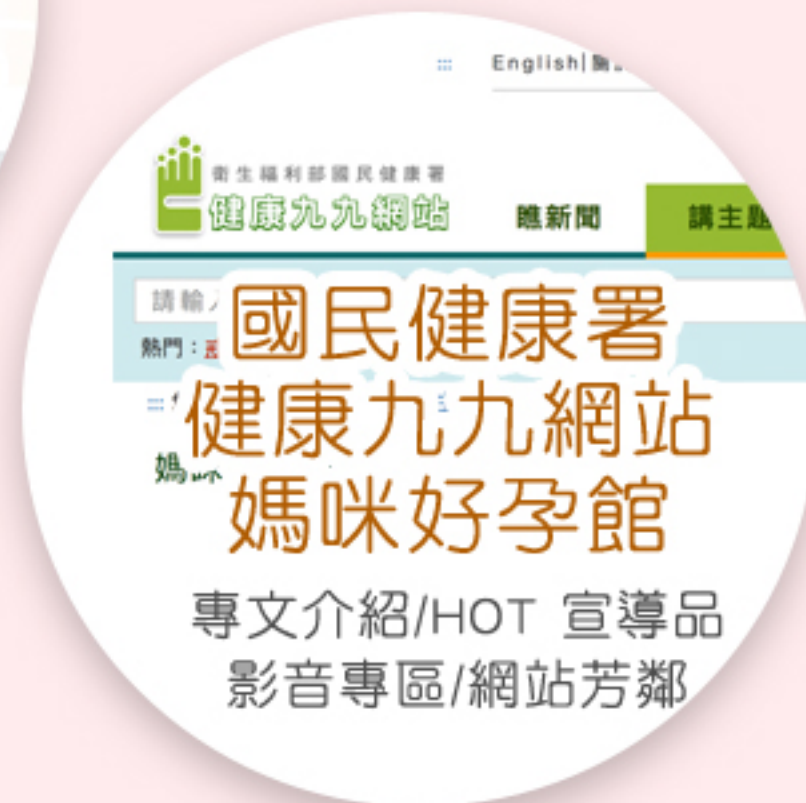 English|
衛生福利部國民健康署
健康九九網站
瞧新聞
講主題
請輸
熱門：
國民健康署
健康九九網站
媽咪好孕館
專文介紹/HOT 宣導品
影音專區/網站芳鄰